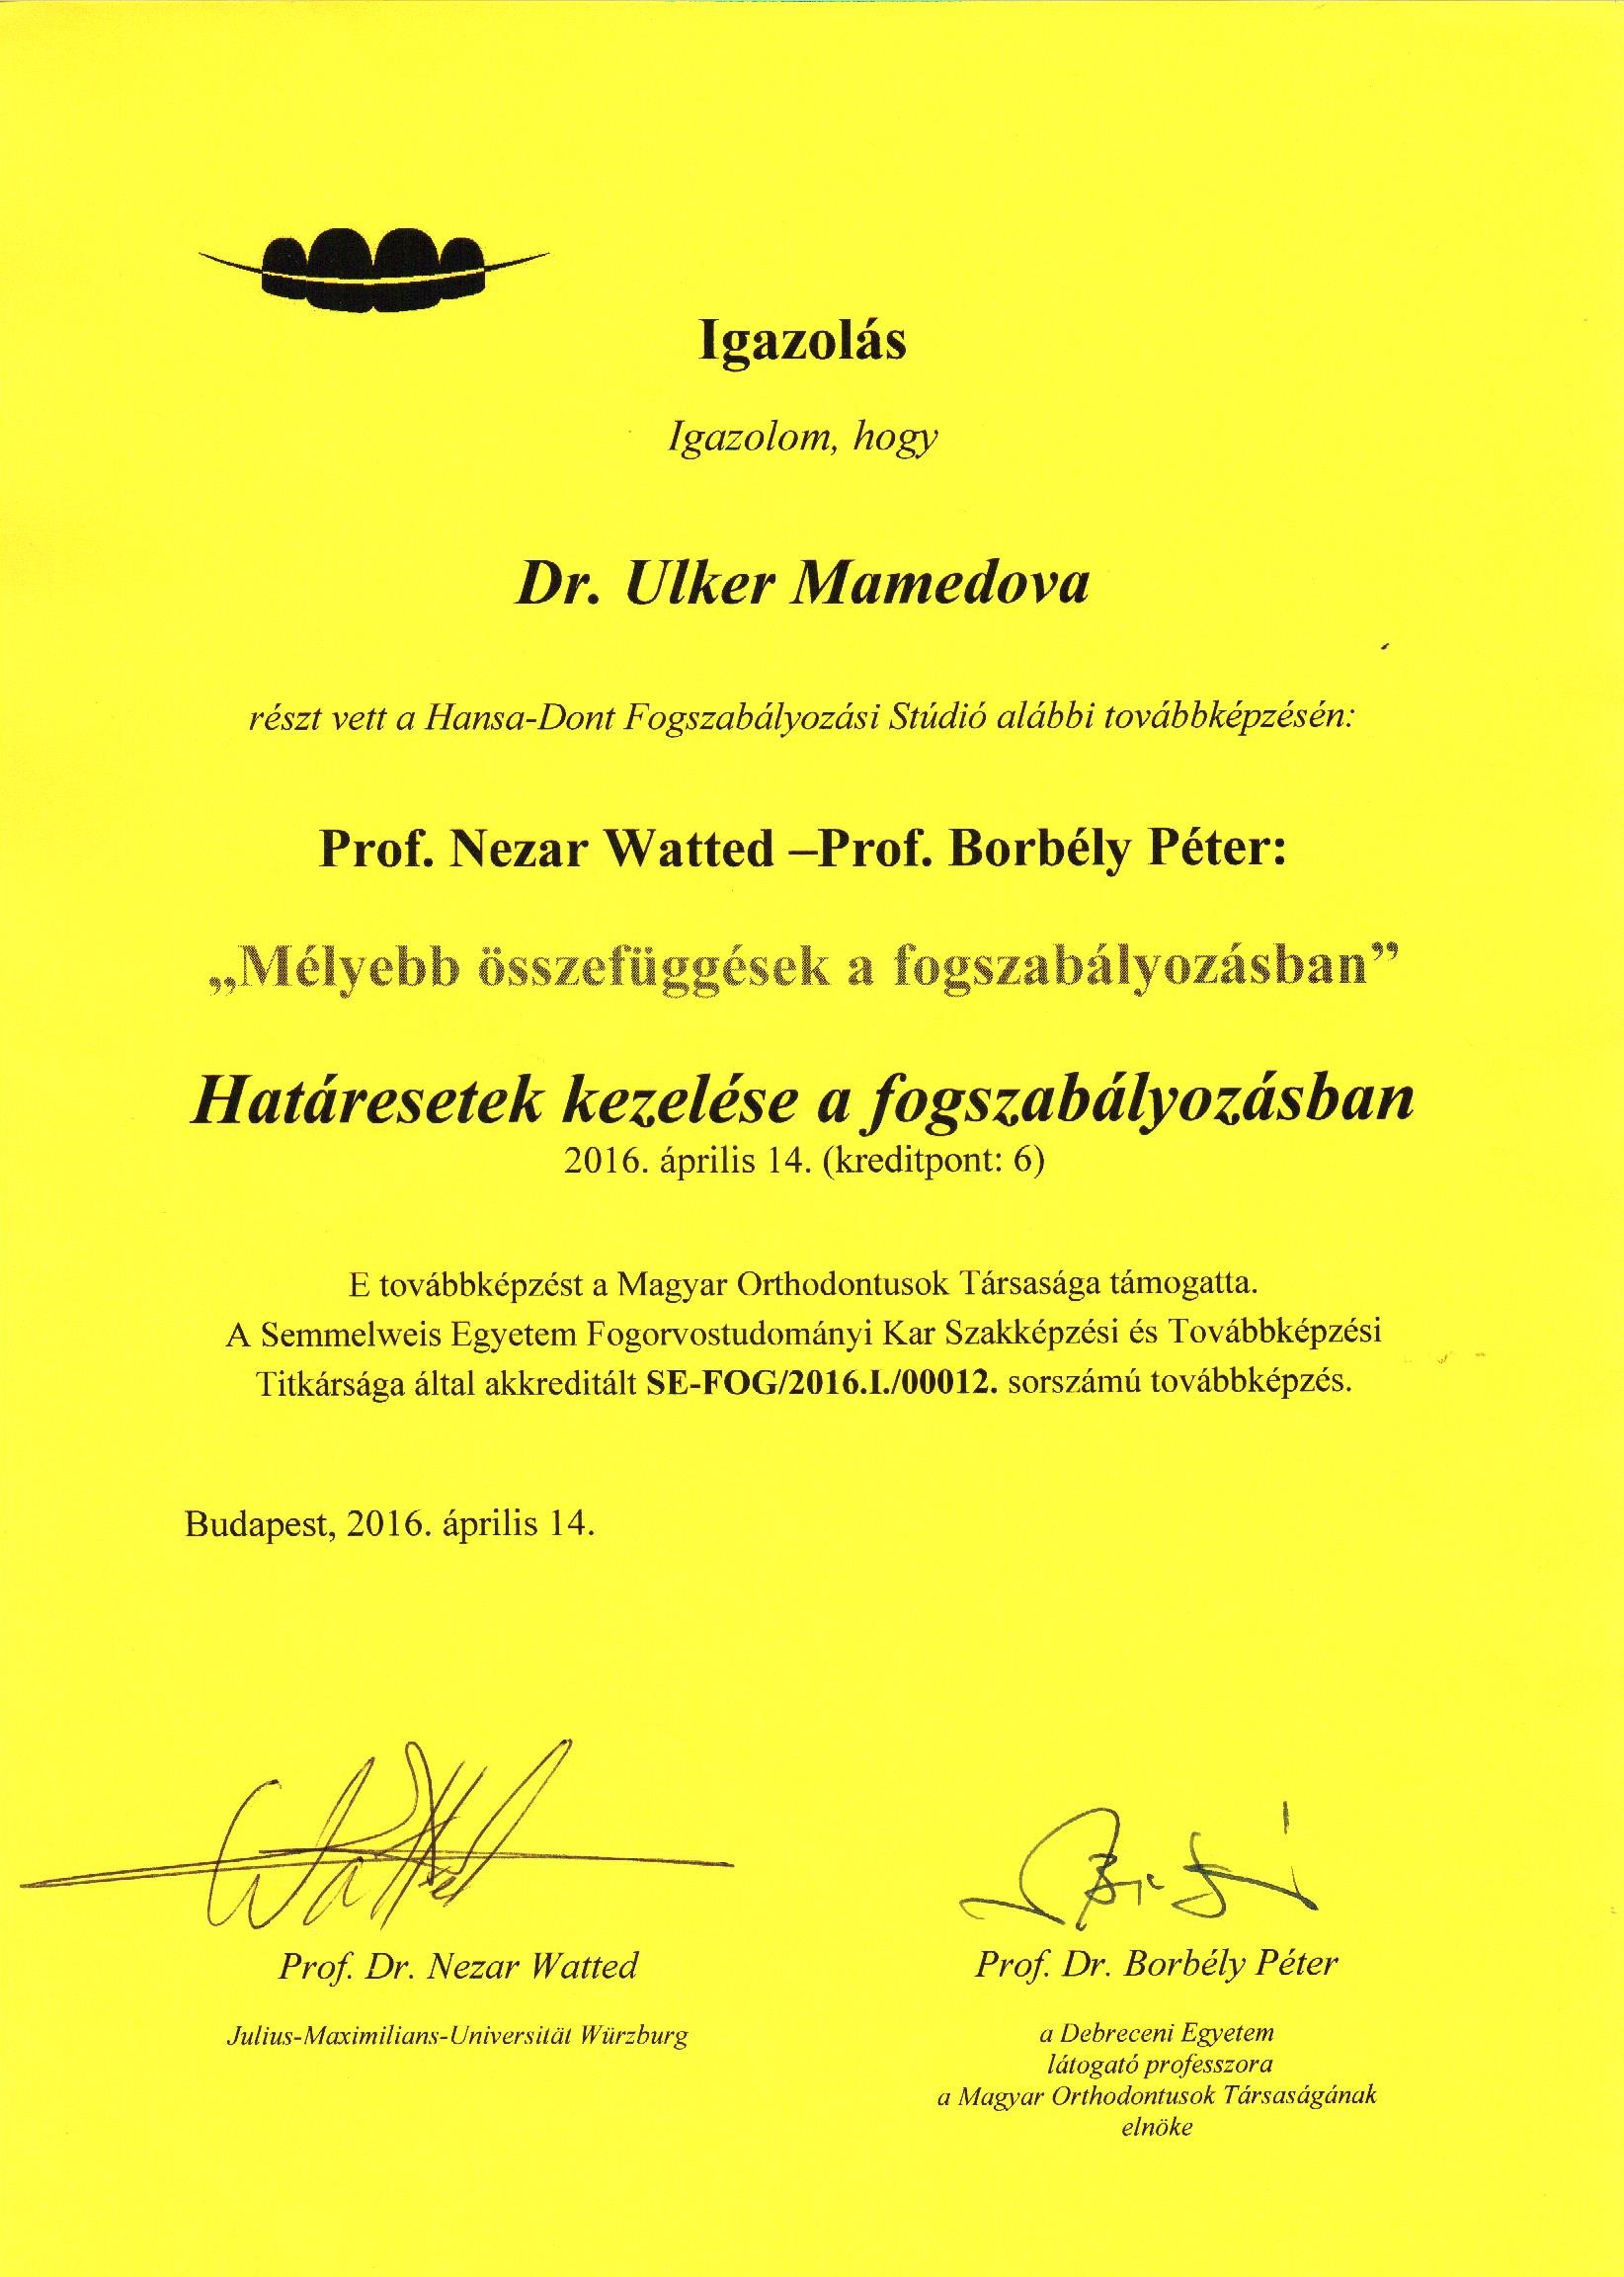 Igazolás
Igazolom, hogy
Dr. Ulker Mamedova
részt vett a Hansa-Dont Fogszabályozási Stúdió alábbi továbbképzésén:
Prof. Nezar Watted –Prof. Borbély Péter:
„Mélyebb összefüggések a fogszabályozásban”
Határesetek kezelése a fogszabályozásban
2016. április 14. (kreditpont: 6)
E továbbképzést a Magyar Orthodontusok Társasága támogatta.
A Semmelweis Egyetem Fogorvostudományi Kar Szakképzési és Továbbképzési
Titkársága által akkreditált SE-FOG/2016.I./00012. sorszámú továbbképzés.
Budapest, 2016. április 14.
Watted
Prof. Dr. Nezar Watted
Julius-Maximilians-Universität Würzburg
Prof. Dr. Borbély Péter
a Debreceni Egyetem
látogató professzora
a Magyar Orthodontusok Társaságának
elnöke